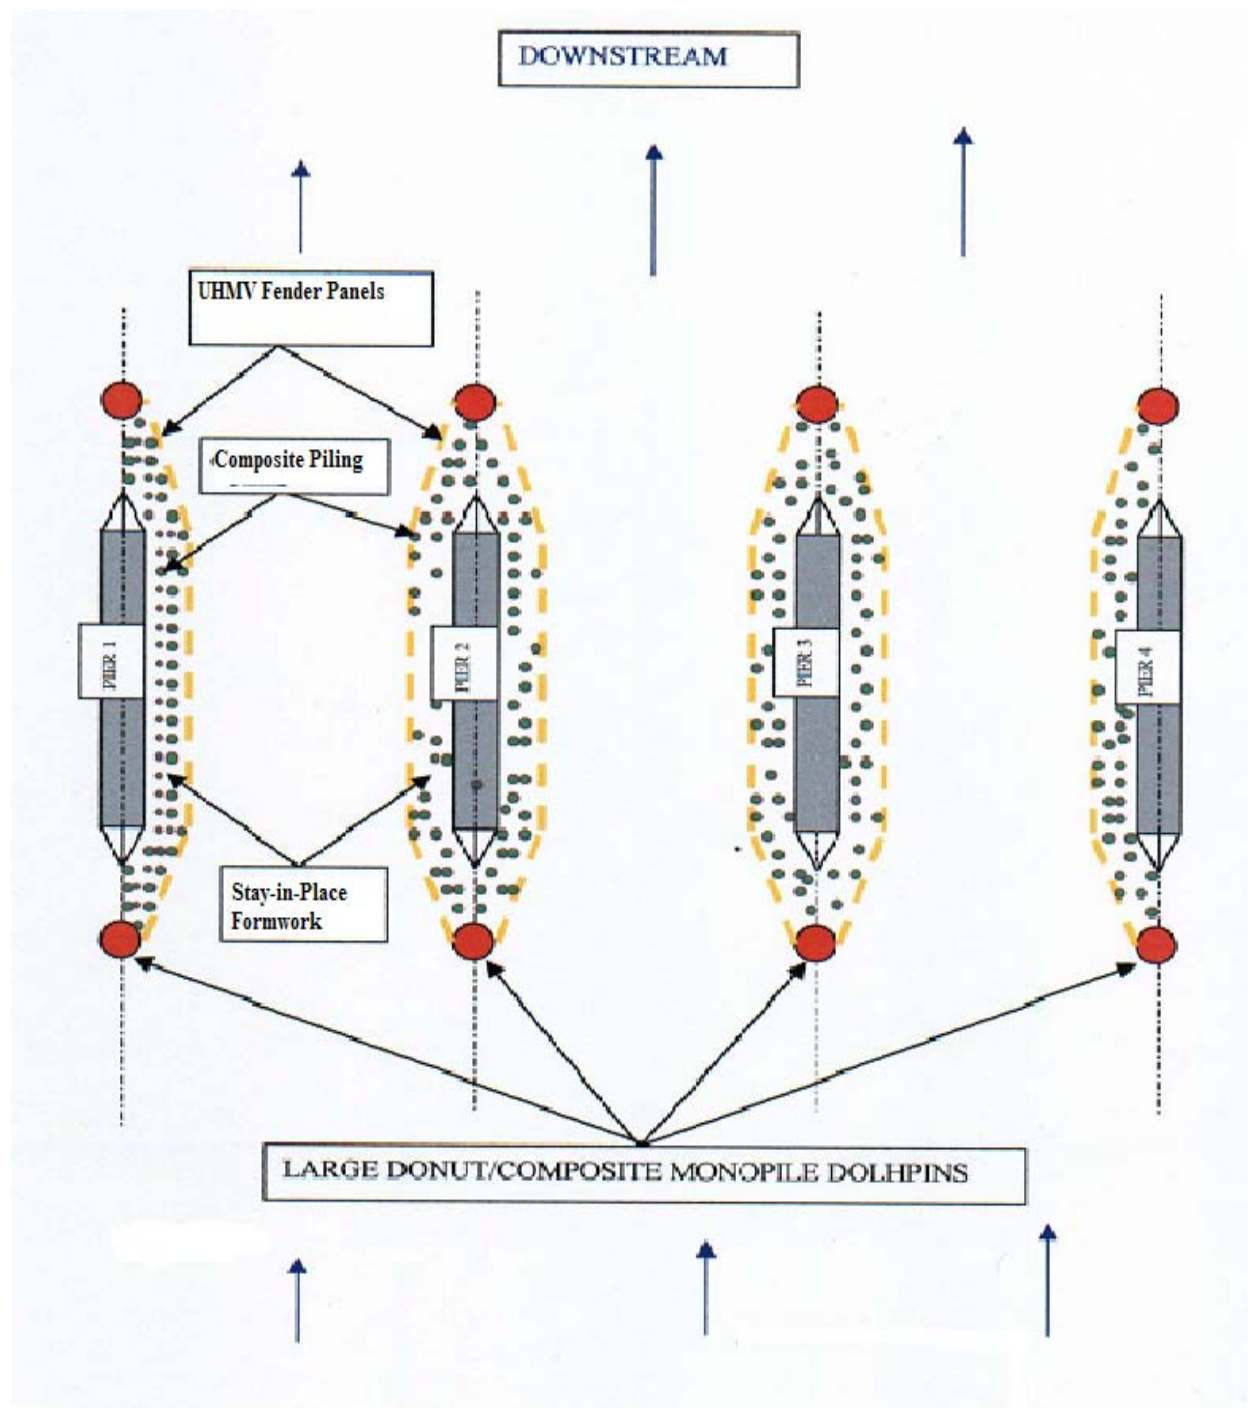 DOWNSTREAM
UHMV Fender Panels
Composite Piling
PIER 1
PIER 2
PIER 3
PIER 4
Stay-in-Place
Formwork
LARGE DONUT/COMPOSITE MONOPILE DOLHPINS